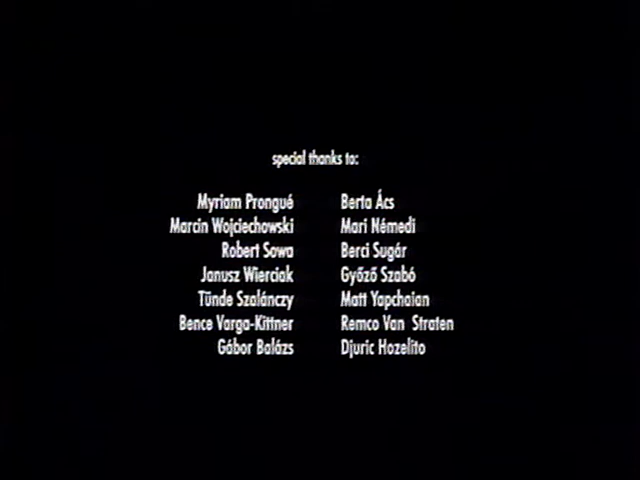 special thanks to:
Myriam Prongué Berta Ács
Marcin Wojciechowski Mari Némedi
Robert Sowa Berci Sugár
Janusz Wierciak Győző Szabó
Tünde Szalánczy Matt Yapchaian
Bence Varga-Kittner Remco Van Straten
Gábor Balázs Djuric Hozelito